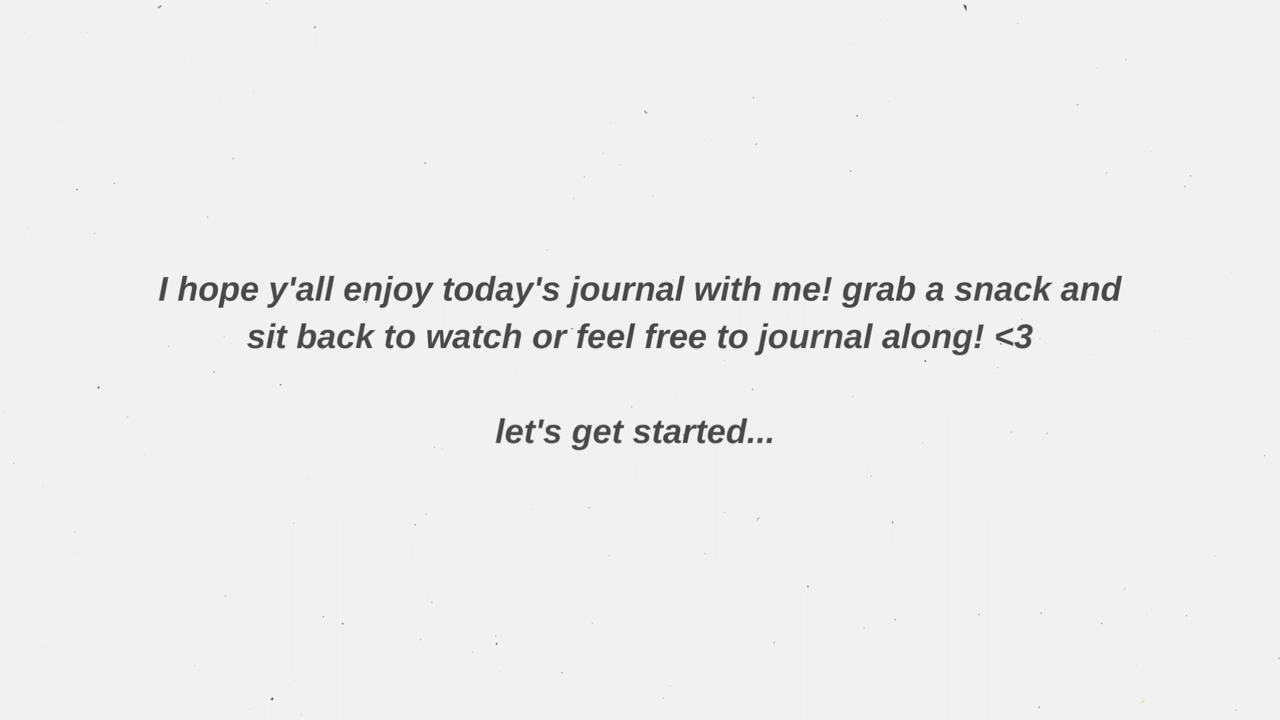 I hope y'all enjoy today's journal with me! grab a snack and
sit back to watch or feel free to journal along! <3
let's get started...